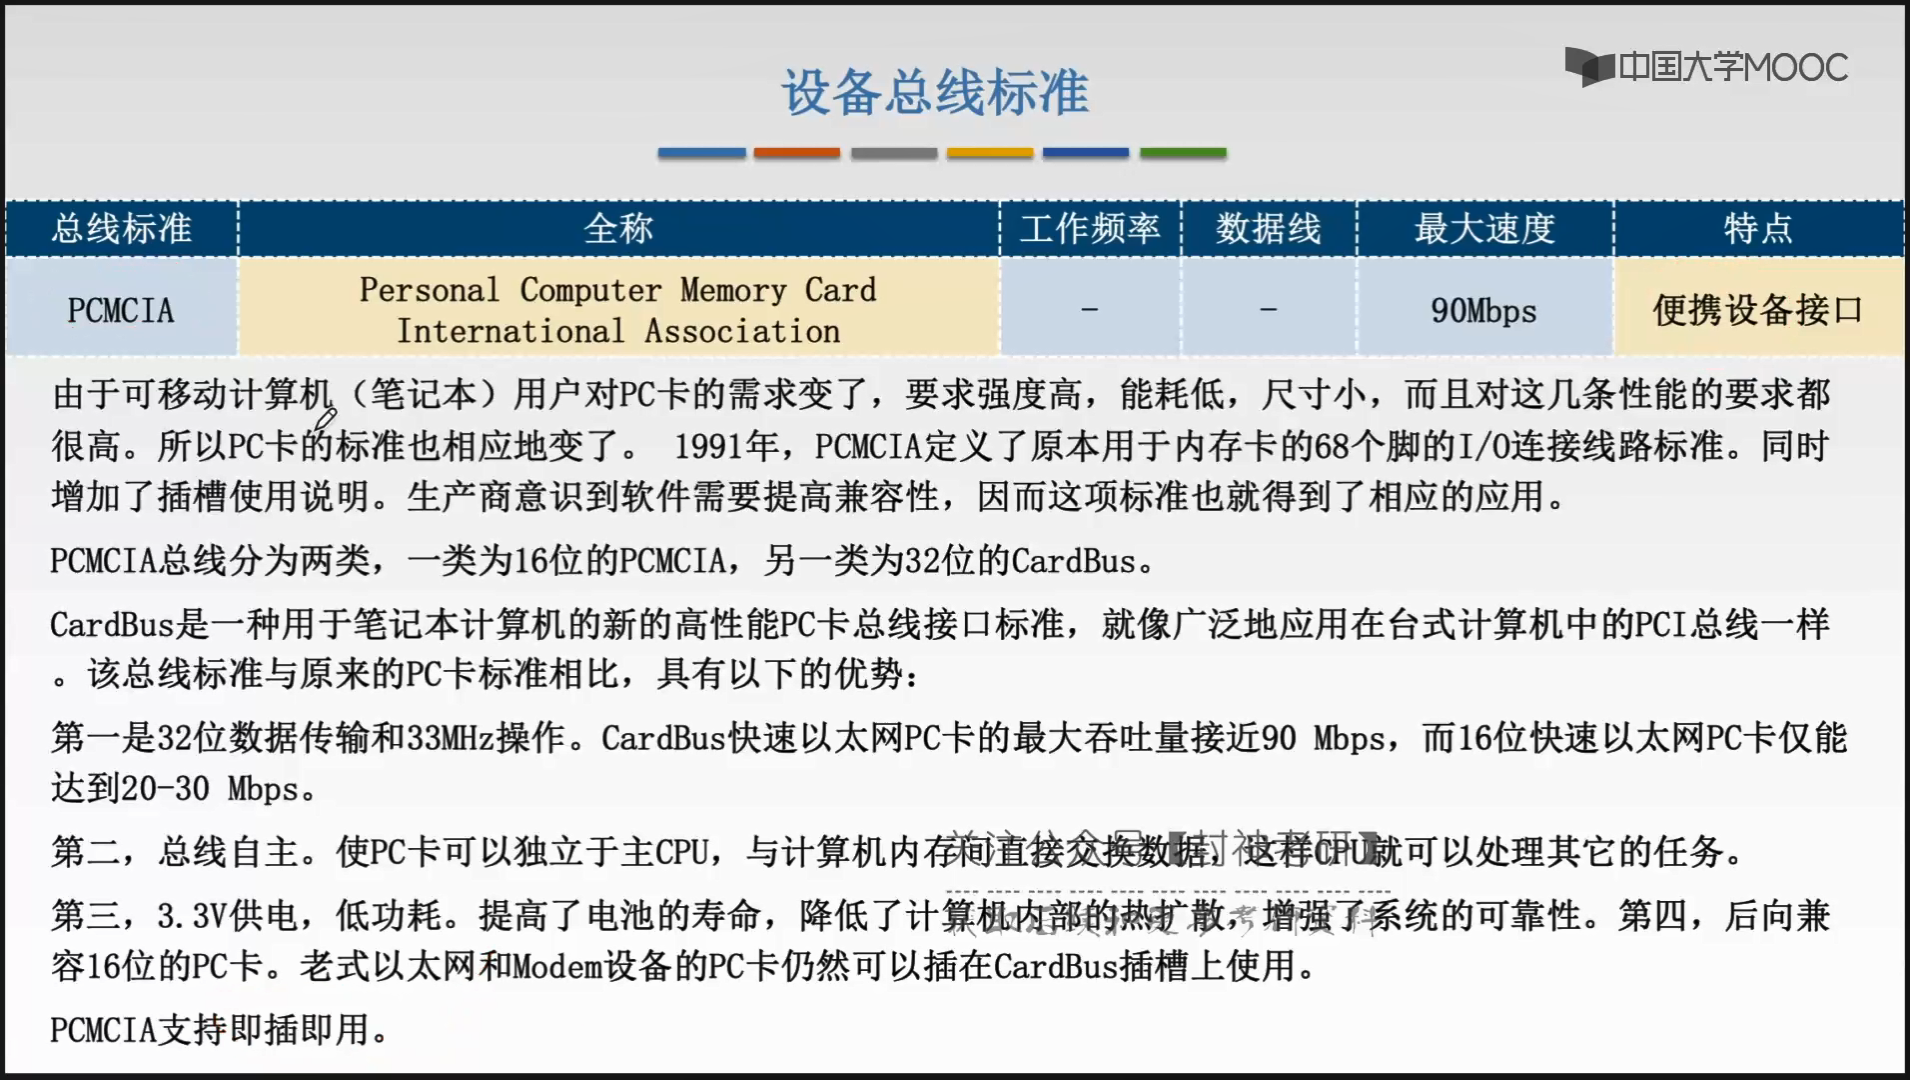 中国大学MOOC
设备总线标准
总线标准 全称 工作频率 数据线 最大速度 特点
PCMCIA Personal Computer Memory Card International Association - - 90Mbps 便携设备接口
由于可移动计算机（笔记本）用户对PC卡的需求变了，要求强度高，能耗低，尺寸小，而且对这几条性能的要求都
很高。所以PC卡的标准也相应地变了。 1991年，PCMCIA定义了原本用于内存卡的68个脚的I/O连接线路标准。同时
增加了插槽使用说明。生产商意识到软件需要提高兼容性，因而这项标准也就得到了相应的应用。
PCMCIA总线分为两类，一类为16位的PCMCIA，另一类为32位的CardBus。
CardBus是一种用于笔记本计算机的新的高性能PC卡总线接口标准，就像广泛地应用在台式计算机中的PCI总线一样
。该总线标准与原来的PC卡标准相比，具有以下的优势：
第一是32位数据传输和33MHz操作。CardBus快速以太网PC卡的最大吞吐量接近90 Mbps，而16位快速以太网PC卡仅能
达到20-30 Mbps。
第二，总线自主。使PC卡可以独立于主CPU，与计算机内存间直接交换数据，这样CPU就可以处理其它的任务。
第三，3.3V供电，低功耗。提高了电池的寿命，降低了计算机内部的热扩散，增强了系统的可靠性。第四，后向兼
容16位的PC卡。老式以太网和Modem设备的PC卡仍然可以插在CardBus插槽上使用。
PCMCIA支持即插即用。
关注公众号【封神考研】